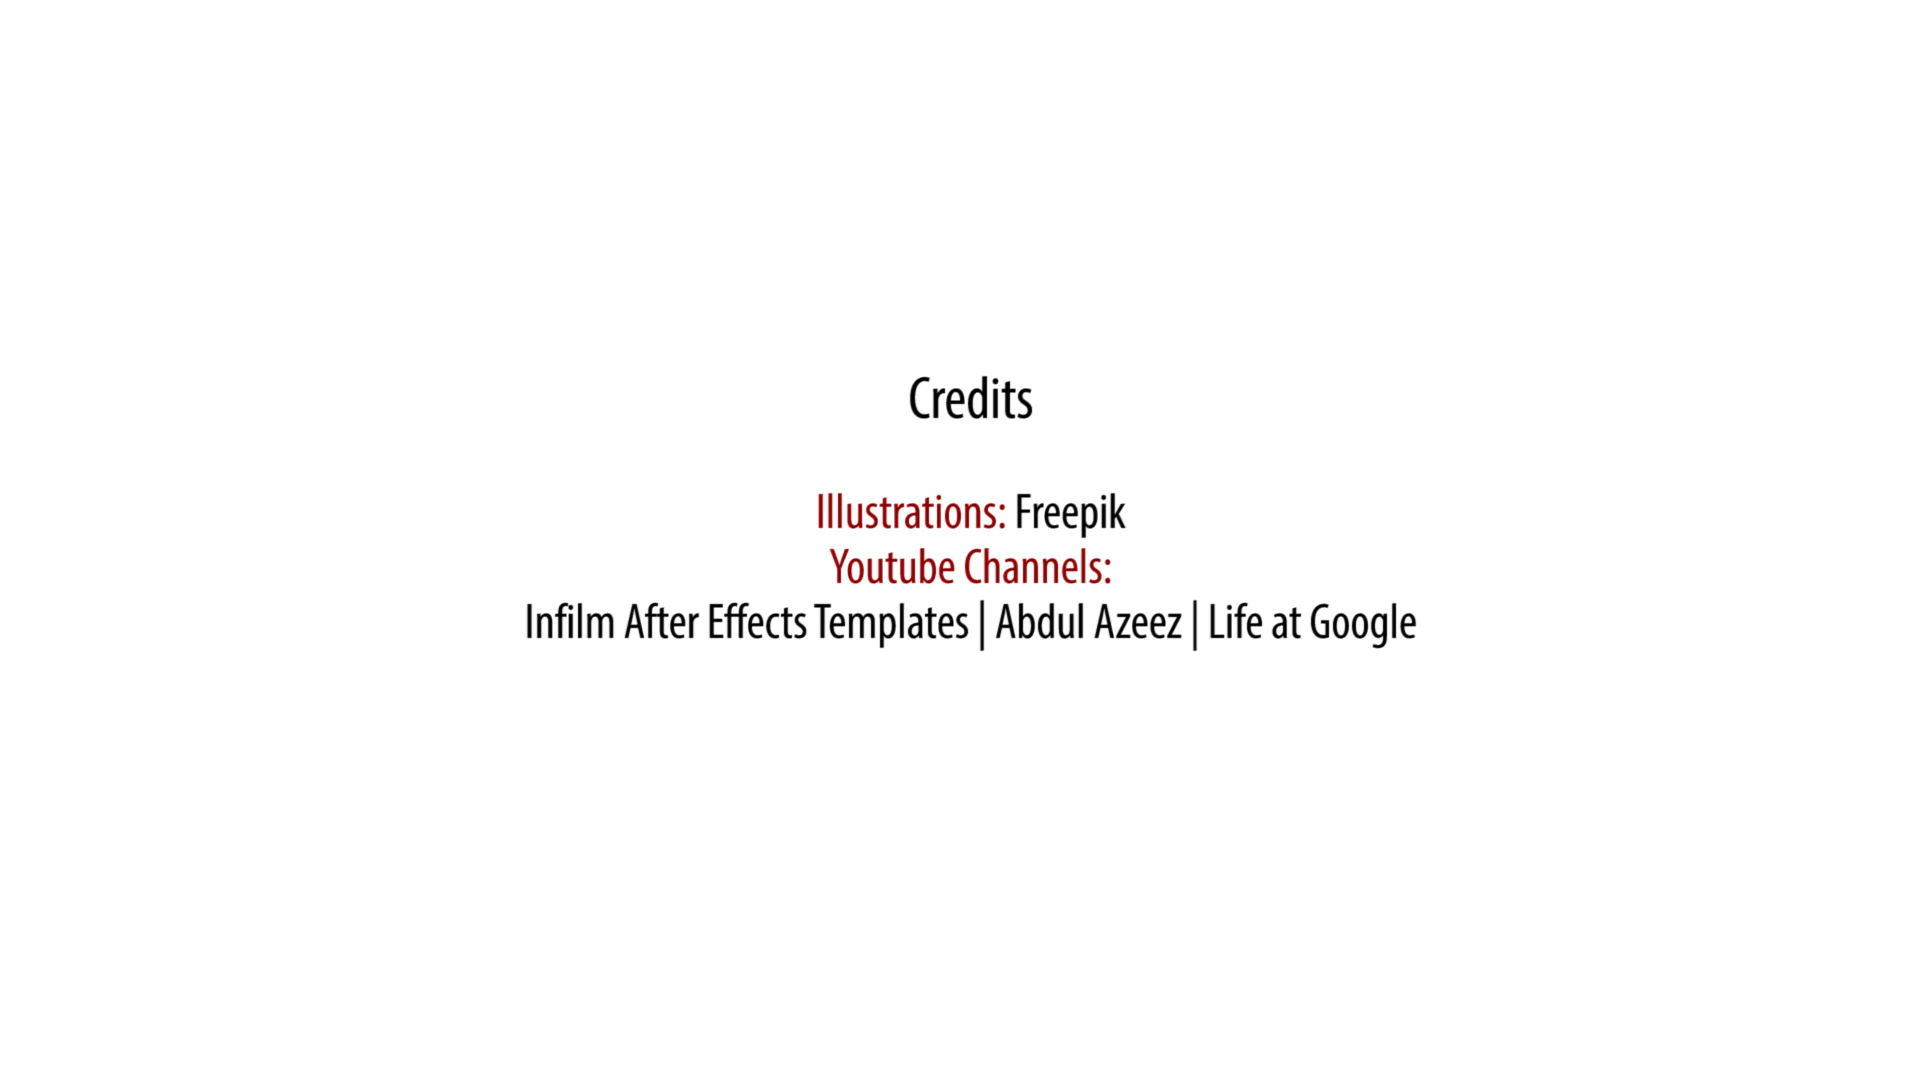 Credits
Illustrations: Freepik
Youtube Channels:
Infilm After Effects Templates | Abdul Azeez | Life at Google